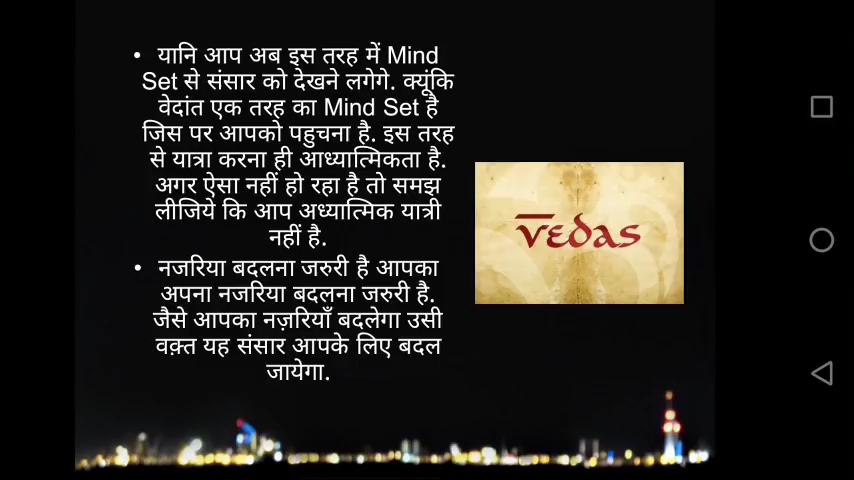 • यानि आप अब इस तरह में Mind
Set से संसार को देखने लगेगे. क्यूंकि
वेदांत एक तरह का Mind Set है
जिस पर आपको पहुचना है. इस तरह
से यात्रा करना ही आध्यात्मिकता है.
अगर ऐसा नहीं हो रहा है तो समझ
लीजिये कि आप अध्यात्मिक यात्री
नहीं है.
• नजरिया बदलना जरुरी है आपका
अपना नजरिया बदलना जरुरी है.
जैसे आपका नज़रियाँ बदलेगा उसी
वक़्त यह संसार आपके लिए बदल
जायेगा.
vedas